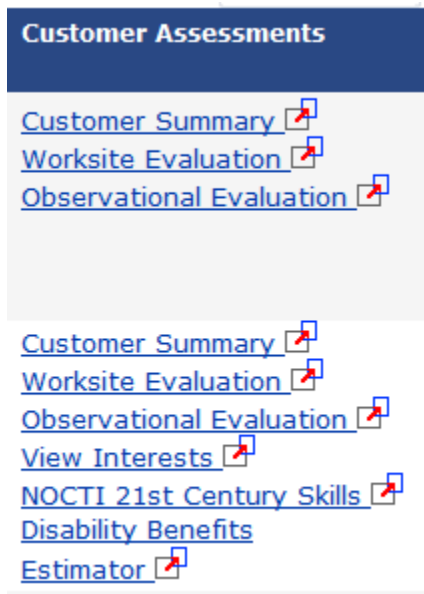 Customer Assessments
Customer Summary
Worksite Evaluation
Observational Evaluation
Customer Summary
Worksite Evaluation
Observational Evaluation
View Interests
NOCTI 21st Century Skills
Disability Benefits
Estimator